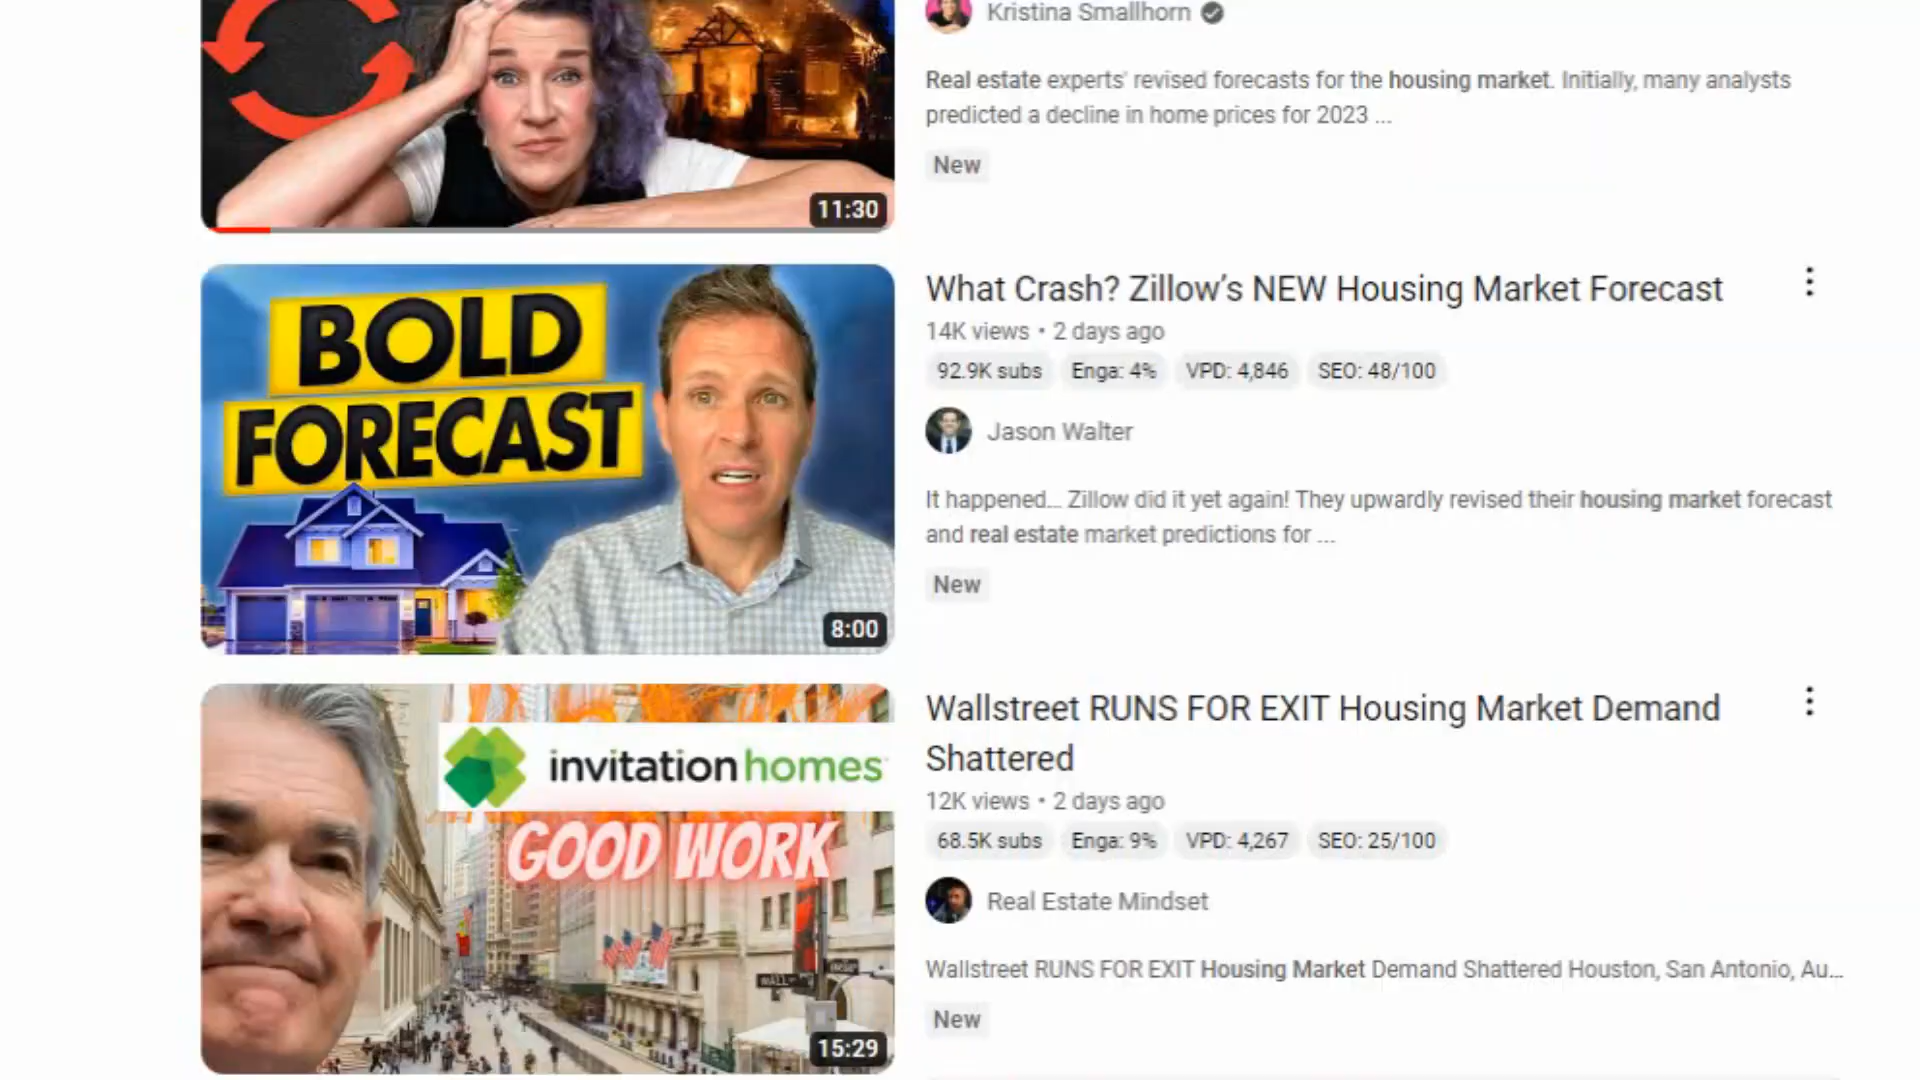 Kristina Smallhorn
Real estate experts' revised forecasts for the housing market. Initially, many analysts
predicted a decline in home prices for 2023 ...
New
11:30
BOLD
FORECAST
8:00
What Crash? Zillow's NEW Housing Market Forecast
14K views • 2 days ago
92.9K subs Enga: 4% VPD: 4,846 SEO: 48/100
Jason Walter
It happened... Zillow did it yet again! They upwardly revised their housing market forecast
and real estate market predictions for ...
New
invitation homes
GOOD WORK
WALL
15:29
Wallstreet RUNS FOR EXIT Housing Market Demand
Shattered
12K views • 2 days ago
68.5K subs Enga: 9% VPD: 4,267 SEO: 25/100
Real Estate Mindset
Wallstreet RUNS FOR EXIT Housing Market Demand Shattered Houston, San Antonio, Au...
New